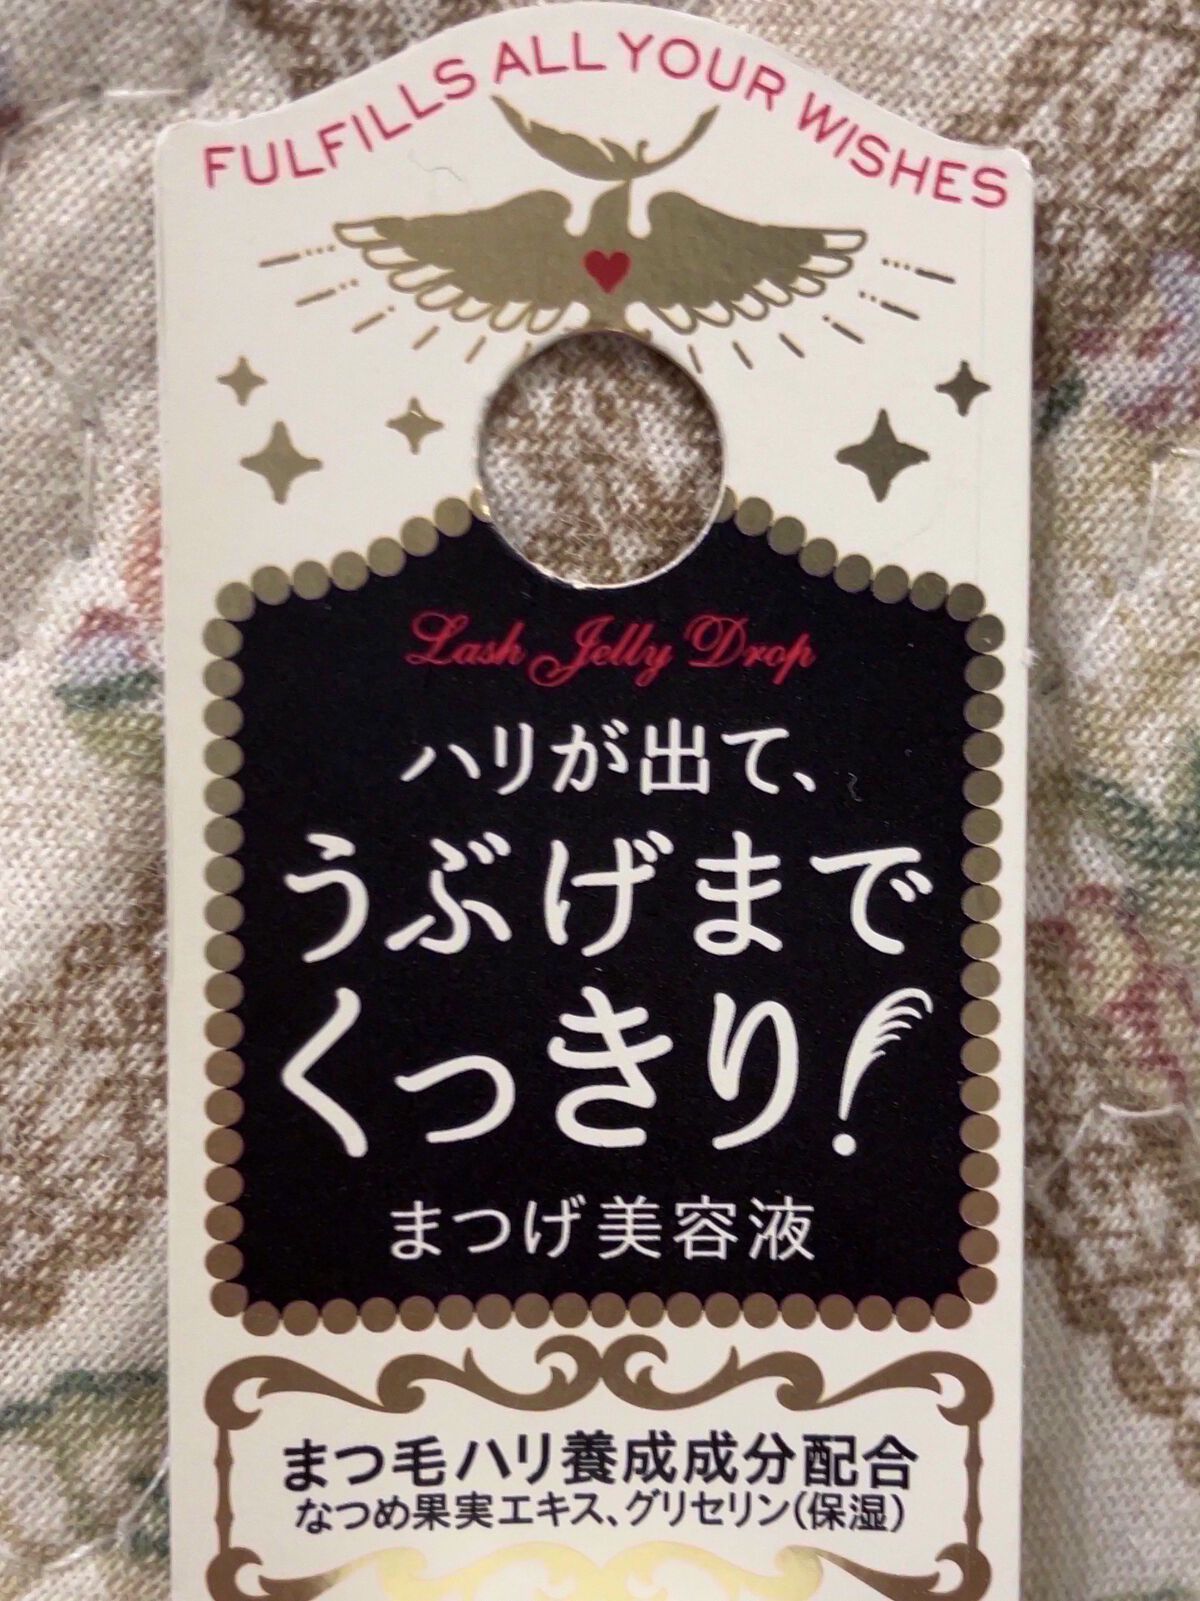 FULFILLS ALL YOUR WISHES
Lash Jelly Drop
ハリが出て、
うぶげまで
くっきり!
まつげ美容液
まつ毛ハリ養成成分配合
なつめ果実エキス、グリセリン(保湿)